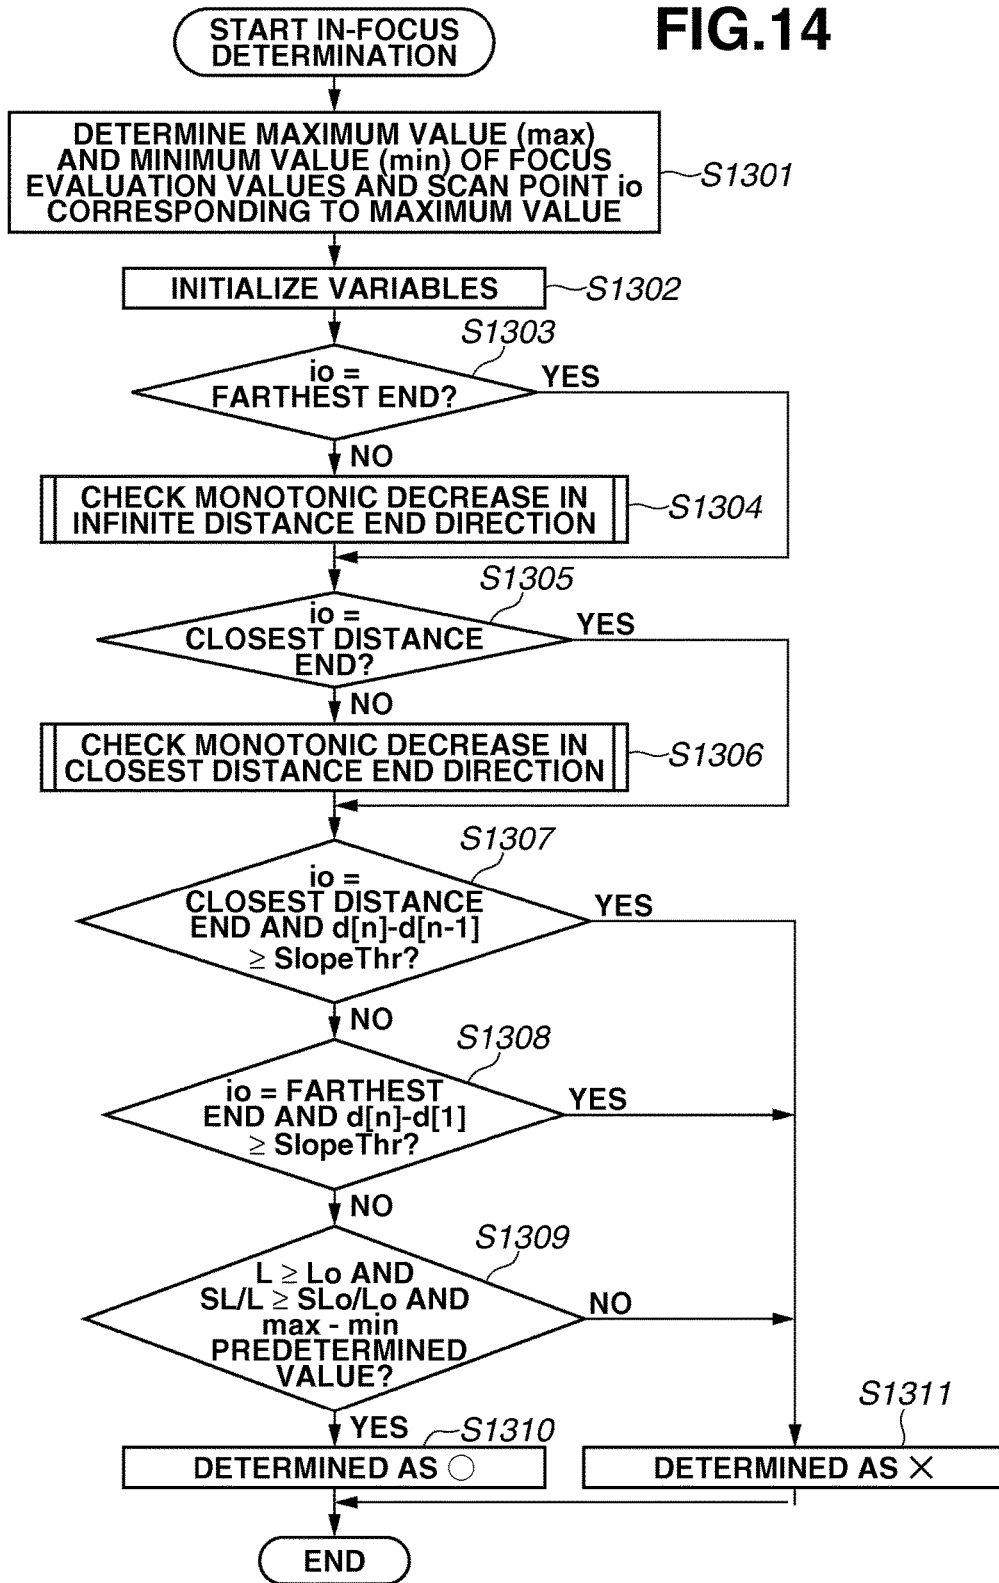 FIG.14
START IN-FOCUS
DETERMINATION
DETERMINE MAXIMUM VALUE (max)
AND MINIMUM VALUE (min) OF FOCUS
EVALUATION VALUES AND SCAN POINT io
CORRESPONDING TO MAXIMUM VALUE
S1301
INITIALIZE VARIABLES
S1302
S1303
io =
FARTHEST END?
YES
NO
CHECK MONOTONIC DECREASE IN
INFINITE DISTANCE END DIRECTION
S1304
S1305
io =
CLOSEST DISTANCE
END?
YES
NO
CHECK MONOTONIC DECREASE IN
CLOSEST DISTANCE END DIRECTION
S1306
S1307
io =
CLOSEST DISTANCE
END AND d[n]-d[n-1]
≥ SlopeThr?
YES
NO
S1308
io = FARTHEST
END AND d[n]-d[1]
≥ SlopeThr?
YES
NO
S1309
L ≥ Lo AND
SL/L ≥ SLo/Lo AND
max - min
PREDETERMINED
VALUE?
NO
YES
S1310
DETERMINED AS ○
S1311
DETERMINED AS ×
END